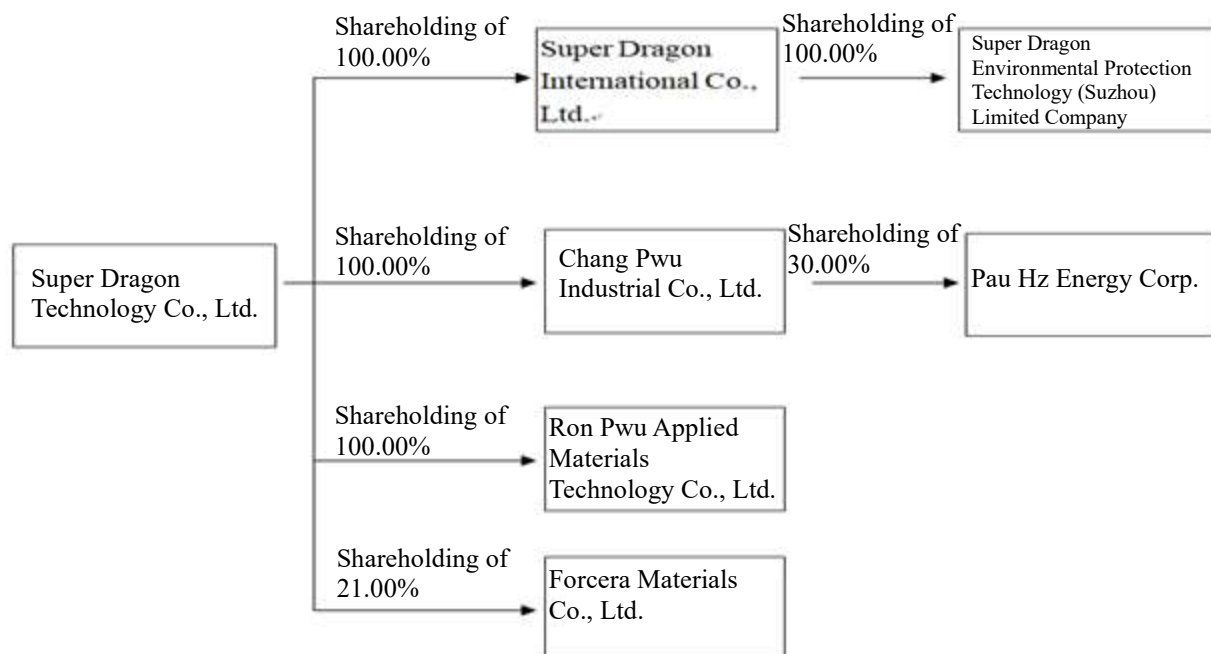 Shareholding of
100.00%
Super Dragon
International Co.,
Ltd.
Shareholding of
100.00%
Super Dragon
Environmental Protection
Technology (Suzhou)
Limited Company
Super Dragon
Technology Co., Ltd.
Shareholding of
100.00%
Chang Pwu
Industrial Co., Ltd.
Shareholding of
30.00%
Pau Hz Energy Corp.
Shareholding of
100.00%
Ron Pwu Applied
Materials
Technology Co., Ltd.
Shareholding of
21.00%
Forcera Materials
Co., Ltd.